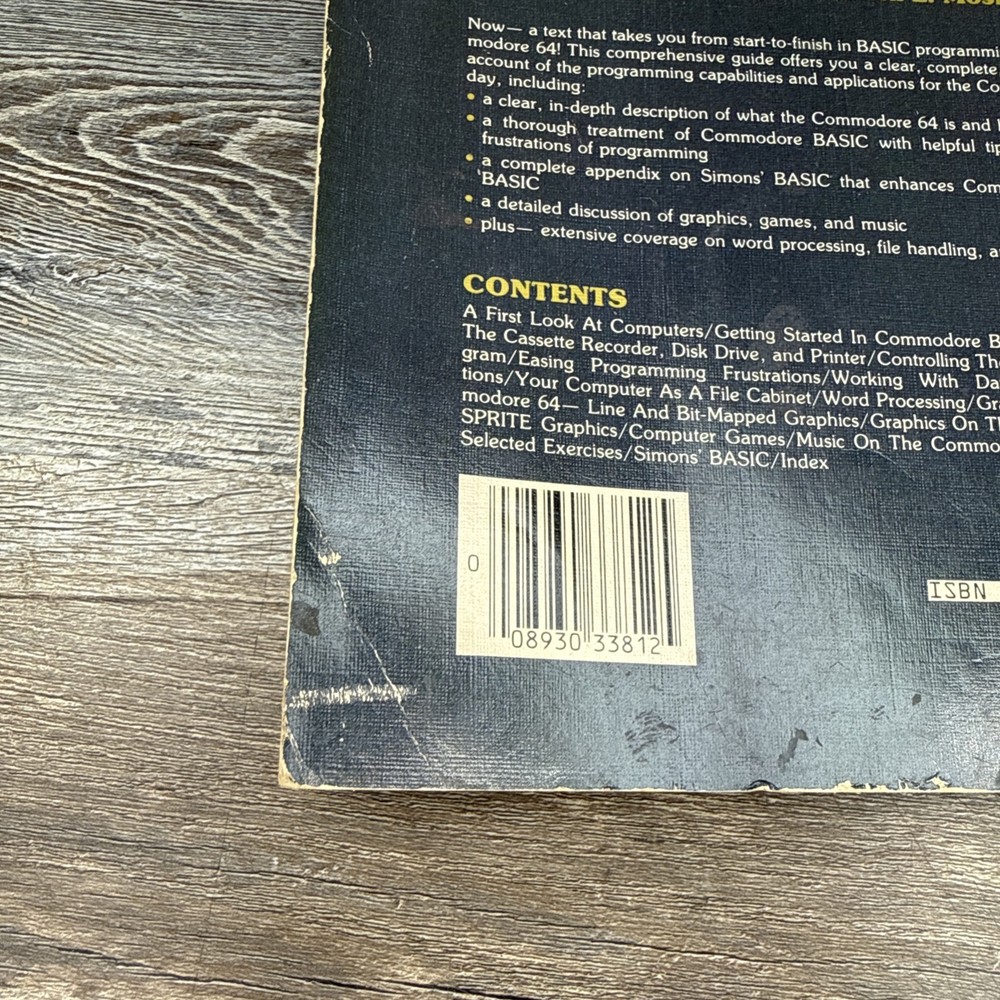 Now— a text that takes you from start-to-finish in BASIC programmi
modore 64! This comprehensive guide offers you a clear, complete
account of the programming capabilities and applications for the Co
day, including:
• a clear, in-depth description of what the Commodore 64 is and
• a thorough treatment of Commodore BASIC with helpful tip
frustrations of programming
• a complete appendix on Simons' BASIC that enhances Com
'BASIC
• a detailed discussion of graphics, games, and music
• plus— extensive coverage on word processing, file handling, a
CONTENTS
A First Look At Computers/Getting Started In Commodore B
The Cassette Recorder, Disk Drive, and Printer/Controlling Th
gram/Easing Programming Frustrations/Working With Da
tions/Your Computer As A File Cabinet/Word Processing/Gr
modore 64— Line And Bit-Mapped Graphics/Graphics On T
SPRITE Graphics/Computer Games/Music On The Commo
Selected Exercises/Simons' BASIC/Index
0
08930 33812
ISBN